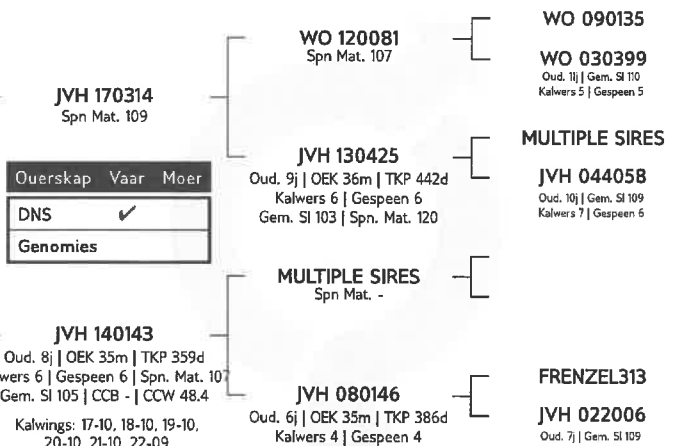 WO 090135
WO 120081
Spn Mat. 107
WO 030399
Oud. 11j | Gem. SI 110
Kalwers 5 | Gespeen 5
JVH 170314
Spn Mat. 109
MULTIPLE SIRES
JVH 130425
Oud. 9j | OEK 36m | TKP 442d
Kalwers 6 | Gespeen 6
Gem. SI 103 | Spn. Mat. 120
JVH 044058
Oud. 10j | Gem. SI 109
Kalwers 7 | Gespeen 6
Ouerskap Vaar Moer
DNS ✓
Genomies
MULTIPLE SIRES
Spn Mat. -
JVH 140143
Oud. 8j | OEK 35m | TKP 359d
wers 6 | Gespeen 6 | Spn. Mat. 107
Gem. SI 105 | CCB - | CCW 48.4
Kalwings: 17-10, 18-10, 19-10,
20-10, 21-10, 22-09
FRENZEL313
JVH 080146
Oud. 6j | OEK 35m | TKP 386d
Kalwers 4 | Gespeen 4
JVH 022006
Oud. 7j | Gem. SI 109